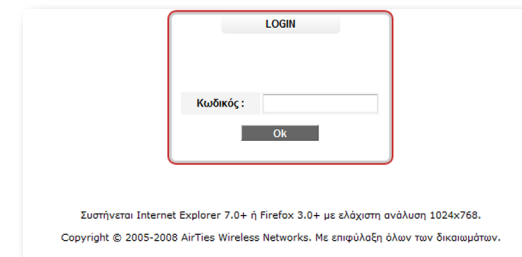 LOGIN
Κωδικός :
Ok
Συστήνεται Internet Explorer 7.0+ ή Firefox 3.0+ με ελάχιστη ανάλυση 1024x768.
Copyright © 2005-2008 AirTies Wireless Networks. Με επιφύλαξη όλων των δικαιωμάτων.